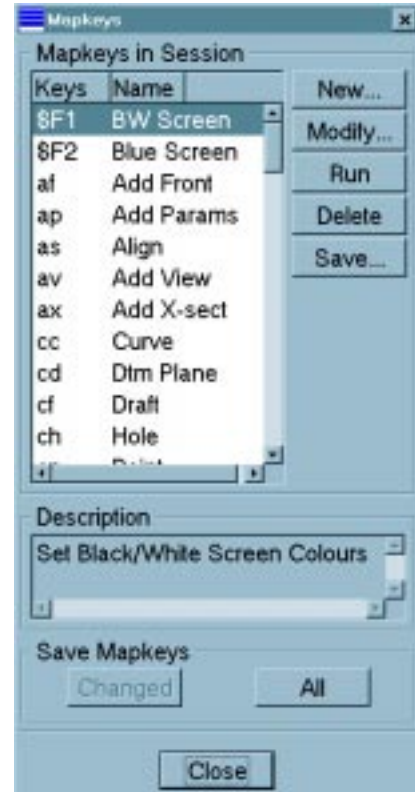 Mapkeys
Mapkeys in Session
Keys Name
$F1 BW Screen
$F2 Blue Screen
af Add Front
ap Add Params
as Align
av Add View
ax Add X-sect
cc Curve
cd Dtm Plane
cf Draft
ch Hole
New...
Modify...
Run
Delete
Save...
Description
Set Black/White Screen Colours
Save Mapkeys
Changed All
Close